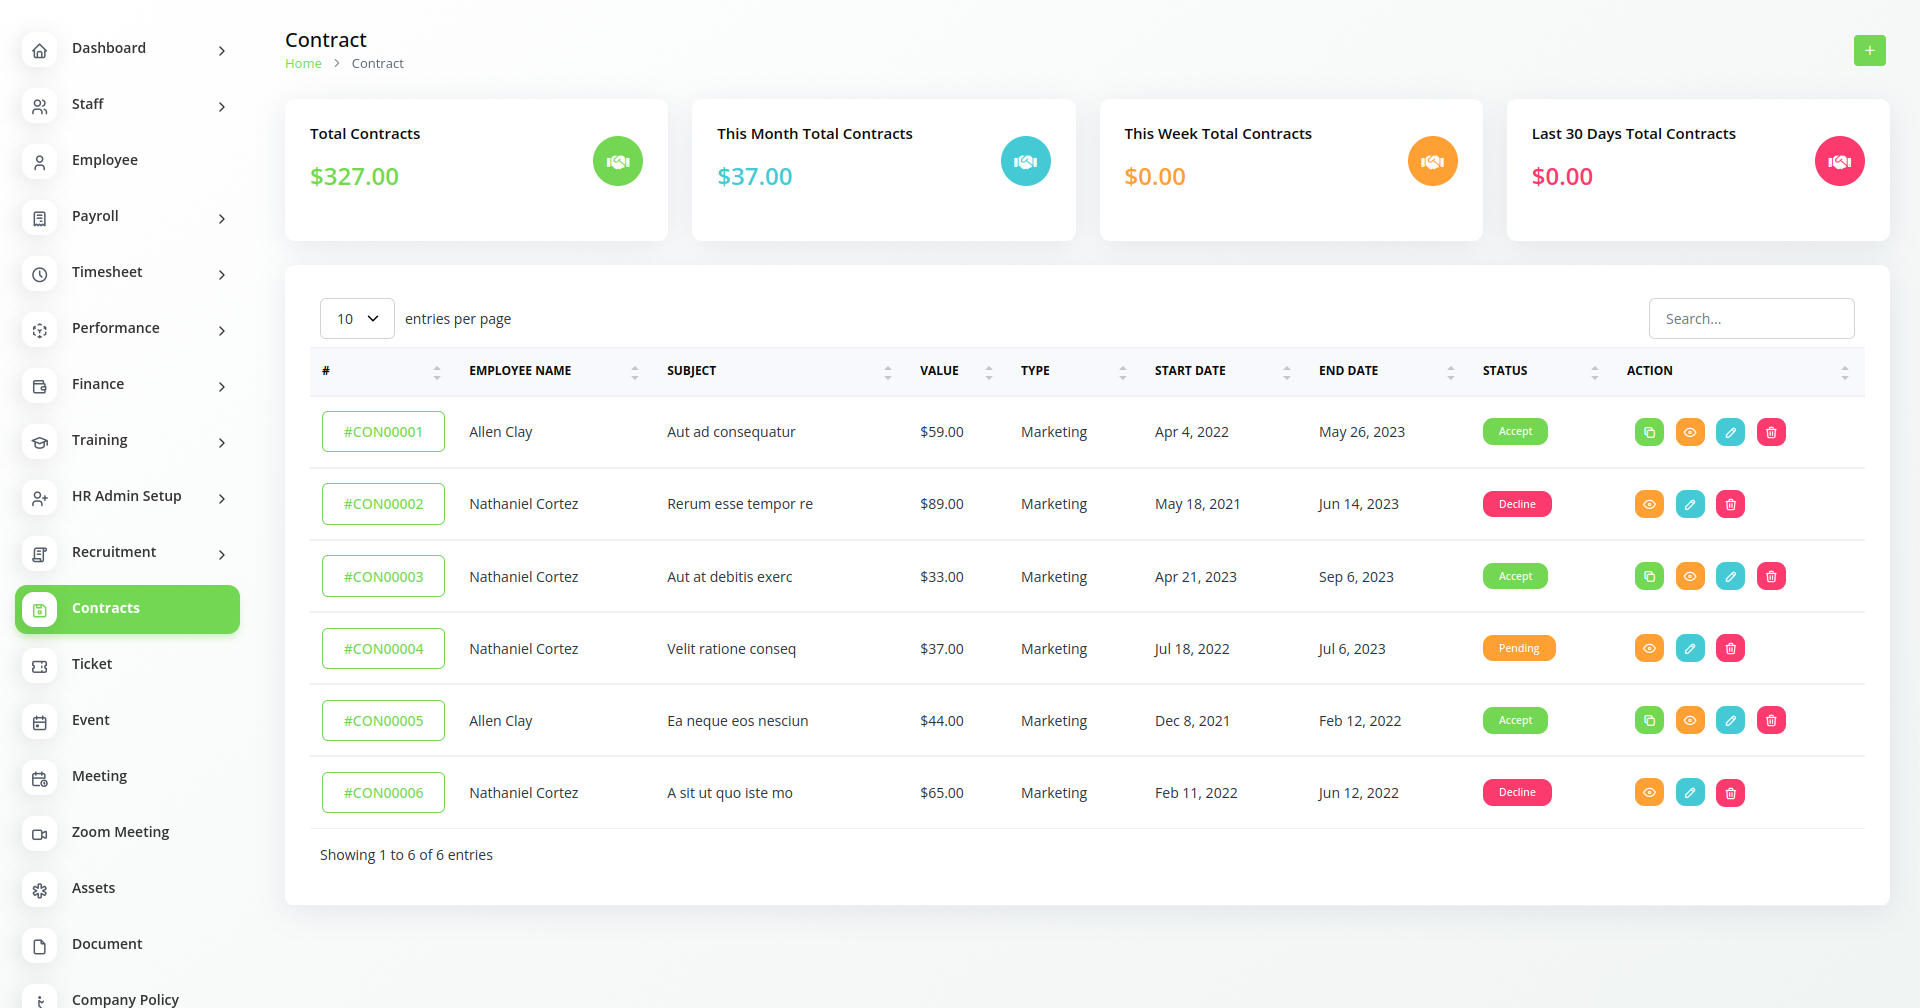 Dashboard
Staff
Employee
Payroll
Timesheet
Performance
Finance
Training
HR Admin Setup
Recruitment
Contracts
Ticket
Event
Meeting
Zoom Meeting
Assets
Document
Company Policy
Contract
Home > Contract
+
Total Contracts
$327.00
This Month Total Contracts
$37.00
This Week Total Contracts
$0.00
Last 30 Days Total Contracts
$0.00
10 entries per page
Search...
# EMPLOYEE NAME SUBJECT VALUE TYPE START DATE END DATE STATUS ACTION
#CON00001 Allen Clay Aut ad consequatur $59.00 Marketing Apr 4, 2022 May 26, 2023 Accept
#CON00002 Nathaniel Cortez Rerum esse tempor re $89.00 Marketing May 18, 2021 Jun 14, 2023 Decline
#CON00003 Nathaniel Cortez Aut at debitis exerc $33.00 Marketing Apr 21, 2023 Sep 6, 2023 Accept
#CON00004 Nathaniel Cortez Velit ratione conseq $37.00 Marketing Jul 18, 2022 Jul 6, 2023 Pending
#CON00005 Allen Clay Ea neque eos nesciun $44.00 Marketing Dec 8, 2021 Feb 12, 2022 Accept
#CON00006 Nathaniel Cortez A sit ut quo iste mo $65.00 Marketing Feb 11, 2022 Jun 12, 2022 Decline
Showing 1 to 6 of 6 entries